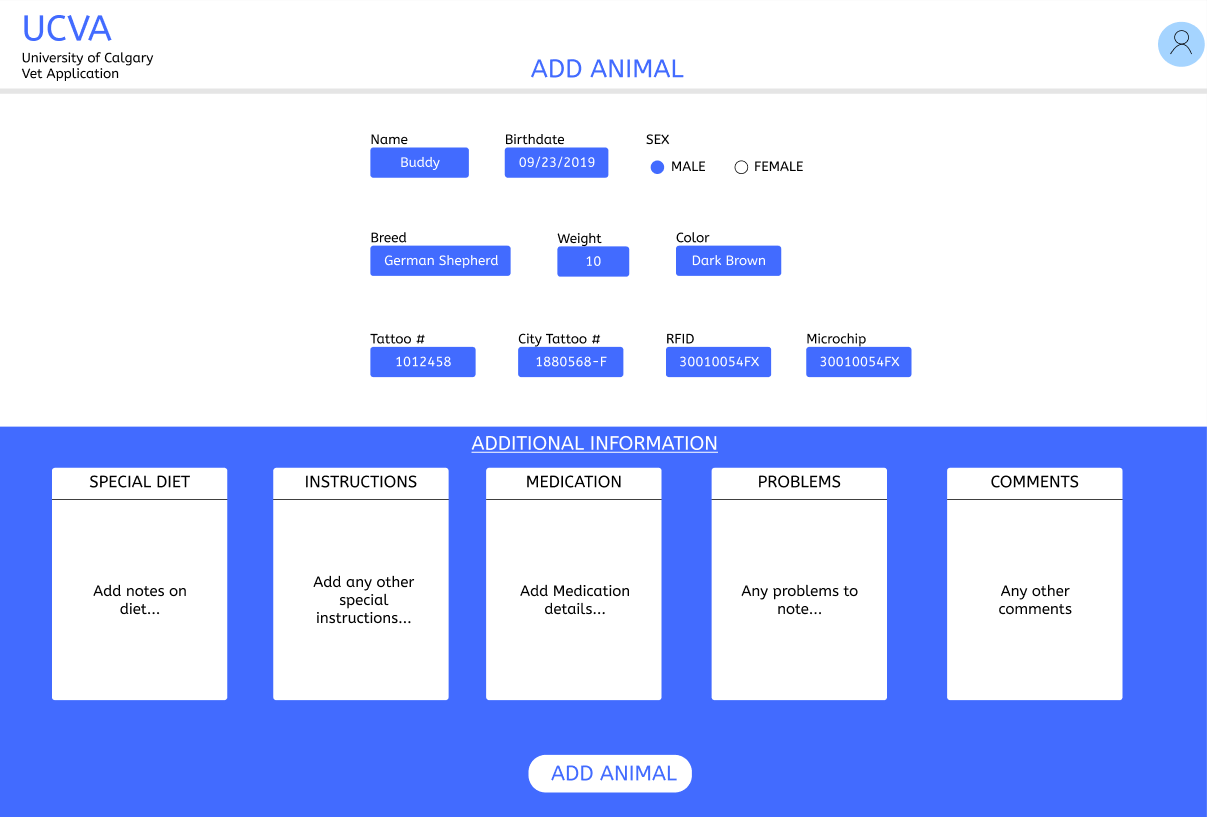 UCVA
University of Calgary
Vet Application
ADD ANIMAL
Name
Birthdate
SEX
Buddy
09/23/2019
MALE
FEMALE
Breed
Weight
Color
German Shepherd
10
Dark Brown
Tattoo #
City Tattoo #
RFID
Microchip
1012458
1880568-F
30010054FX
30010054FX
ADDITIONAL INFORMATION
SPECIAL DIET
Add notes on
diet...
INSTRUCTIONS
Add any other
special
instructions...
MEDICATION
Add Medication
details...
PROBLEMS
Any problems to
note...
COMMENTS
Any other
comments
ADD ANIMAL